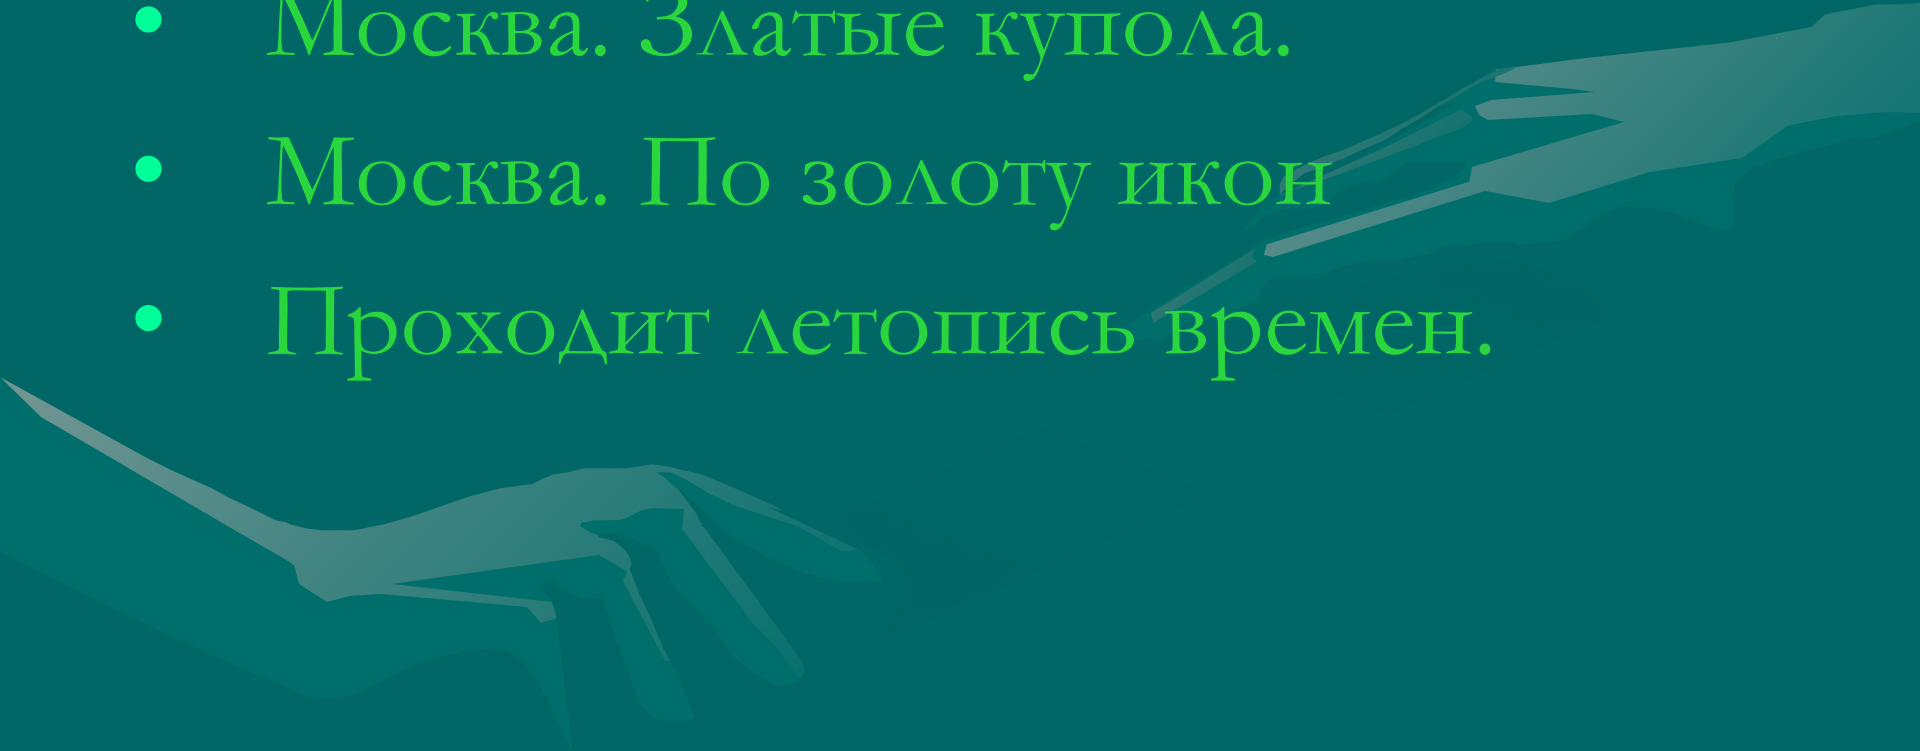 • Москва. Златые купола.
• Москва. По золоту икон
• Проходит летопись времен.